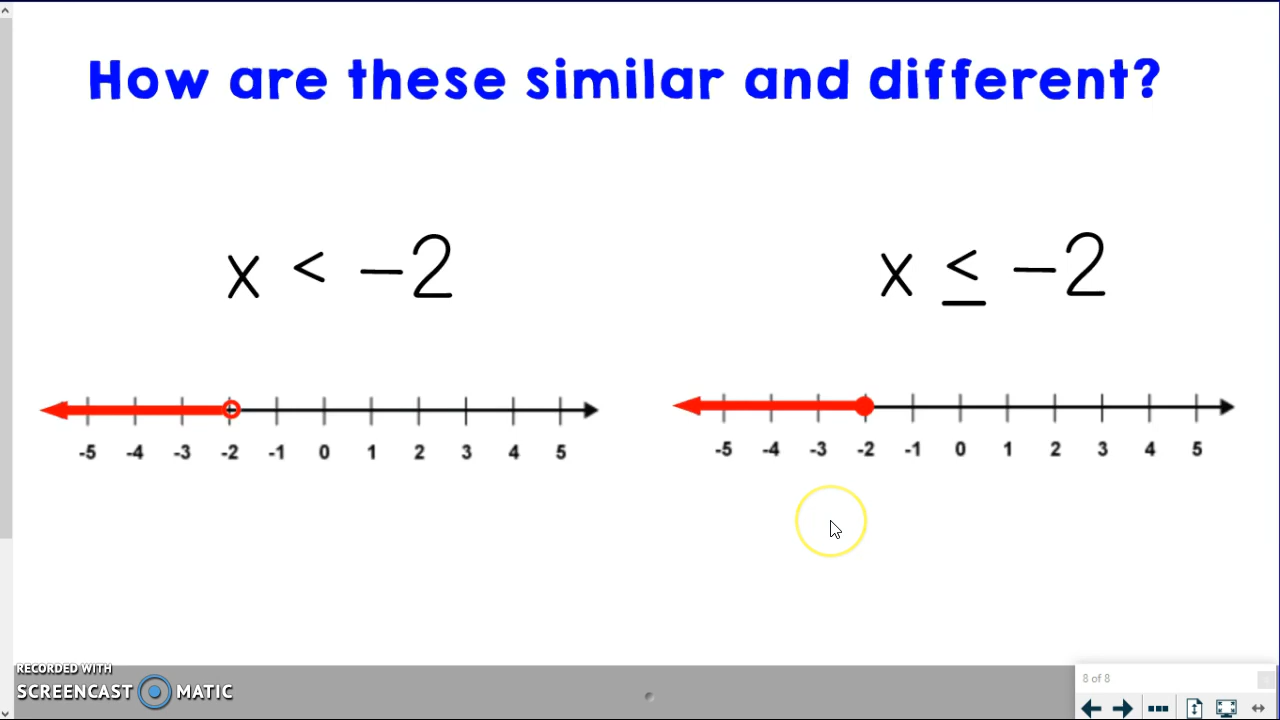 How are these similar and different?
x < -2
x ≤ -2
-5 -4 -3 -2 -1 0 1 2 3 4 5
-5 -4 -3 -2 -1 0 1 2 3 4 5
RECORDED WITH
SCREENCAST MATIC
8 of 8